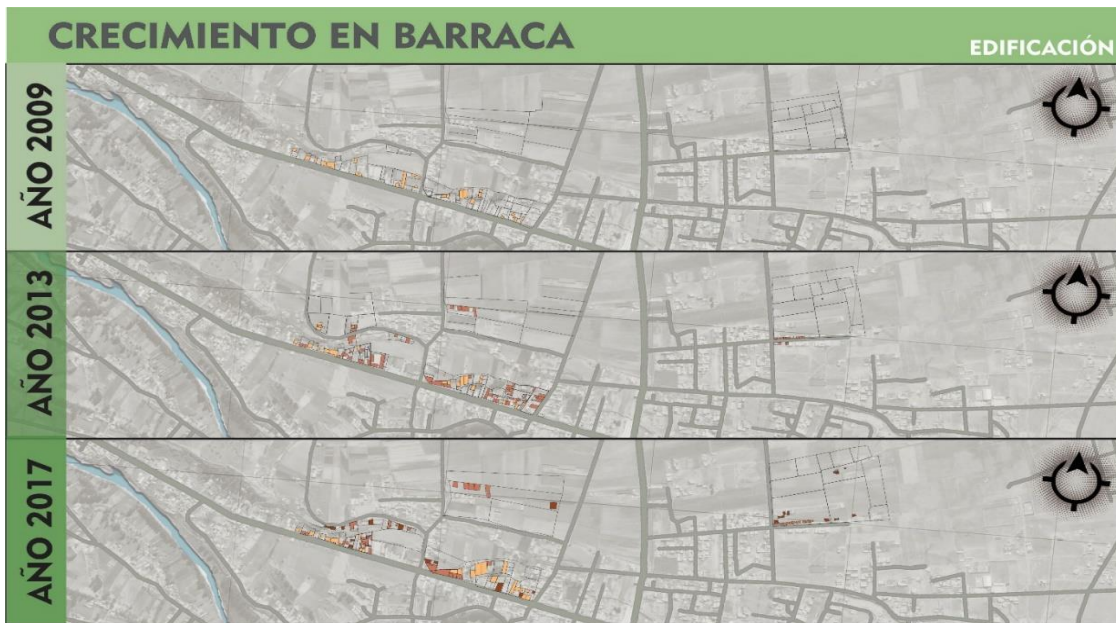 CRECIMIENTO EN BARRACA
EDIFICACIÓN
AÑO 2009
AÑO 2013
AÑO 2017